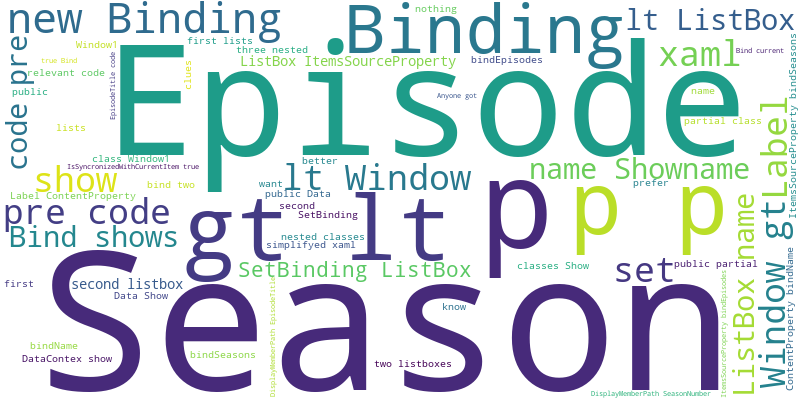 new Binding
nothing
Binding
lt ListBox
Window1
first lists
three nested
ListBox ItemsSourceProperty
bindEpisodes
xaml
Bind current
true Bind
relevant code
public
code pre
EpisodeTitle code
clues
Episode
Anyone got
name
partial class
bindSeasons
ItemsSourceProperty
lists
class Window1
IsSyncronizedWithCurrentItem true
better
show
Label ContentProperty
bind two
lt Window
want
public Data
name Showname
prefer
Label
pre code
Bind shows
gt
lt
second
SetBinding
nested classes
simplifyed xaml
p
p p
Window gt
ListBox name
SetBinding ListBox
classes Show
set
public partial
second listbox
Data Show
first
Season
know
bindName
DataContex show
bindSeasons
two listboxes
DisplayMemberPath EpisodeTitle
ItemsSourceProperty bindEpisodes
ContentProperty bindName
DisplayMemberPath SeasonNumber